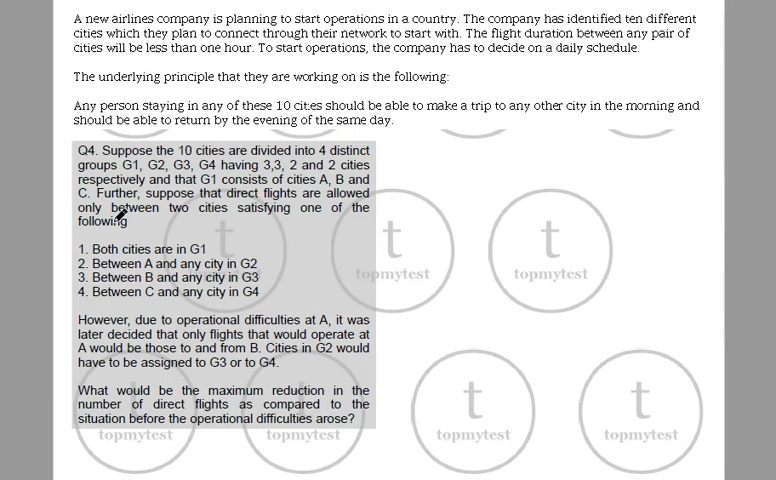 A new airlines company is planning to start operations in a country. The company has identified ten different
cities which they plan to connect through their network to start with. The flight duration between any pair of
cities will be less than one hour. To start operations, the company has to decide on a daily schedule.
The underlying principle that they are working on is the following:
Any person staying in any of these 10 cities should be able to make a trip to any other city in the morning and
should be able to return by the evening of the same day.
Q4. Suppose the 10 cities are divided into 4 distinct
groups G1, G2, G3, G4 having 3,3, 2 and 2 cities
respectively and that G1 consists of cities A, B and
C. Further, suppose that direct flights are allowed
only between two cities satisfying one of the
following
1. Both cities are in G1
2. Between A and any city in G2
3. Between B and any city in G3
4. Between C and any city in G4
However, due to operational difficulties at A, it was
later decided that only flights that would operate at
A would be those to and from B. Cities in G2 would
have to be assigned to G3 or to G4.
What would be the maximum reduction in the
number of direct flights as compared to the
situation before the operational difficulties arose?
t
topmytest
t
topmytest
t
topmytest
t
topmytest
t
topmytest
topmytest
topmytest